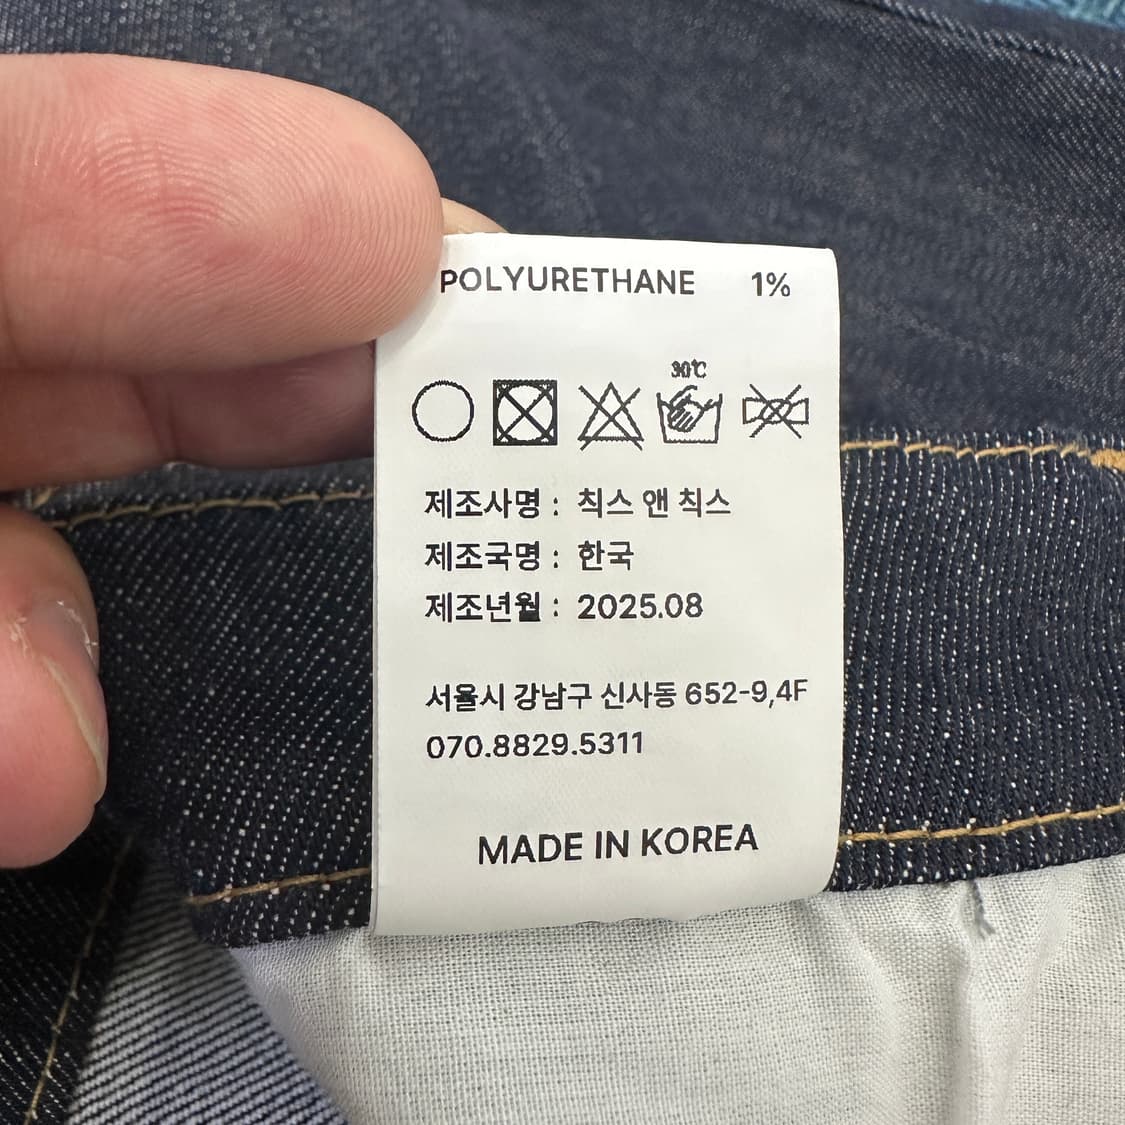 POLYURETHANE 1%
30℃
제조사명 : 칙스 앤 칙스
제조국명 : 한국
제조년월 : 2025.08
서울시 강남구 신사동 652-9,4F
070.8829.5311
MADE IN KOREA